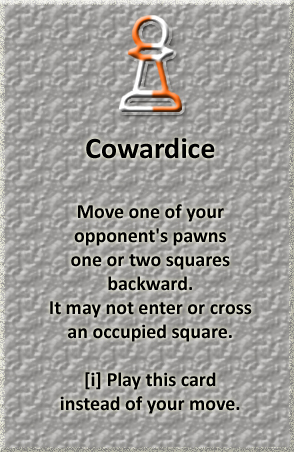 Cowardice
Move one of your
opponent's pawns
one or two squares
backward.
It may not enter or cross
an occupied square.
[i] Play this card
instead of your move.